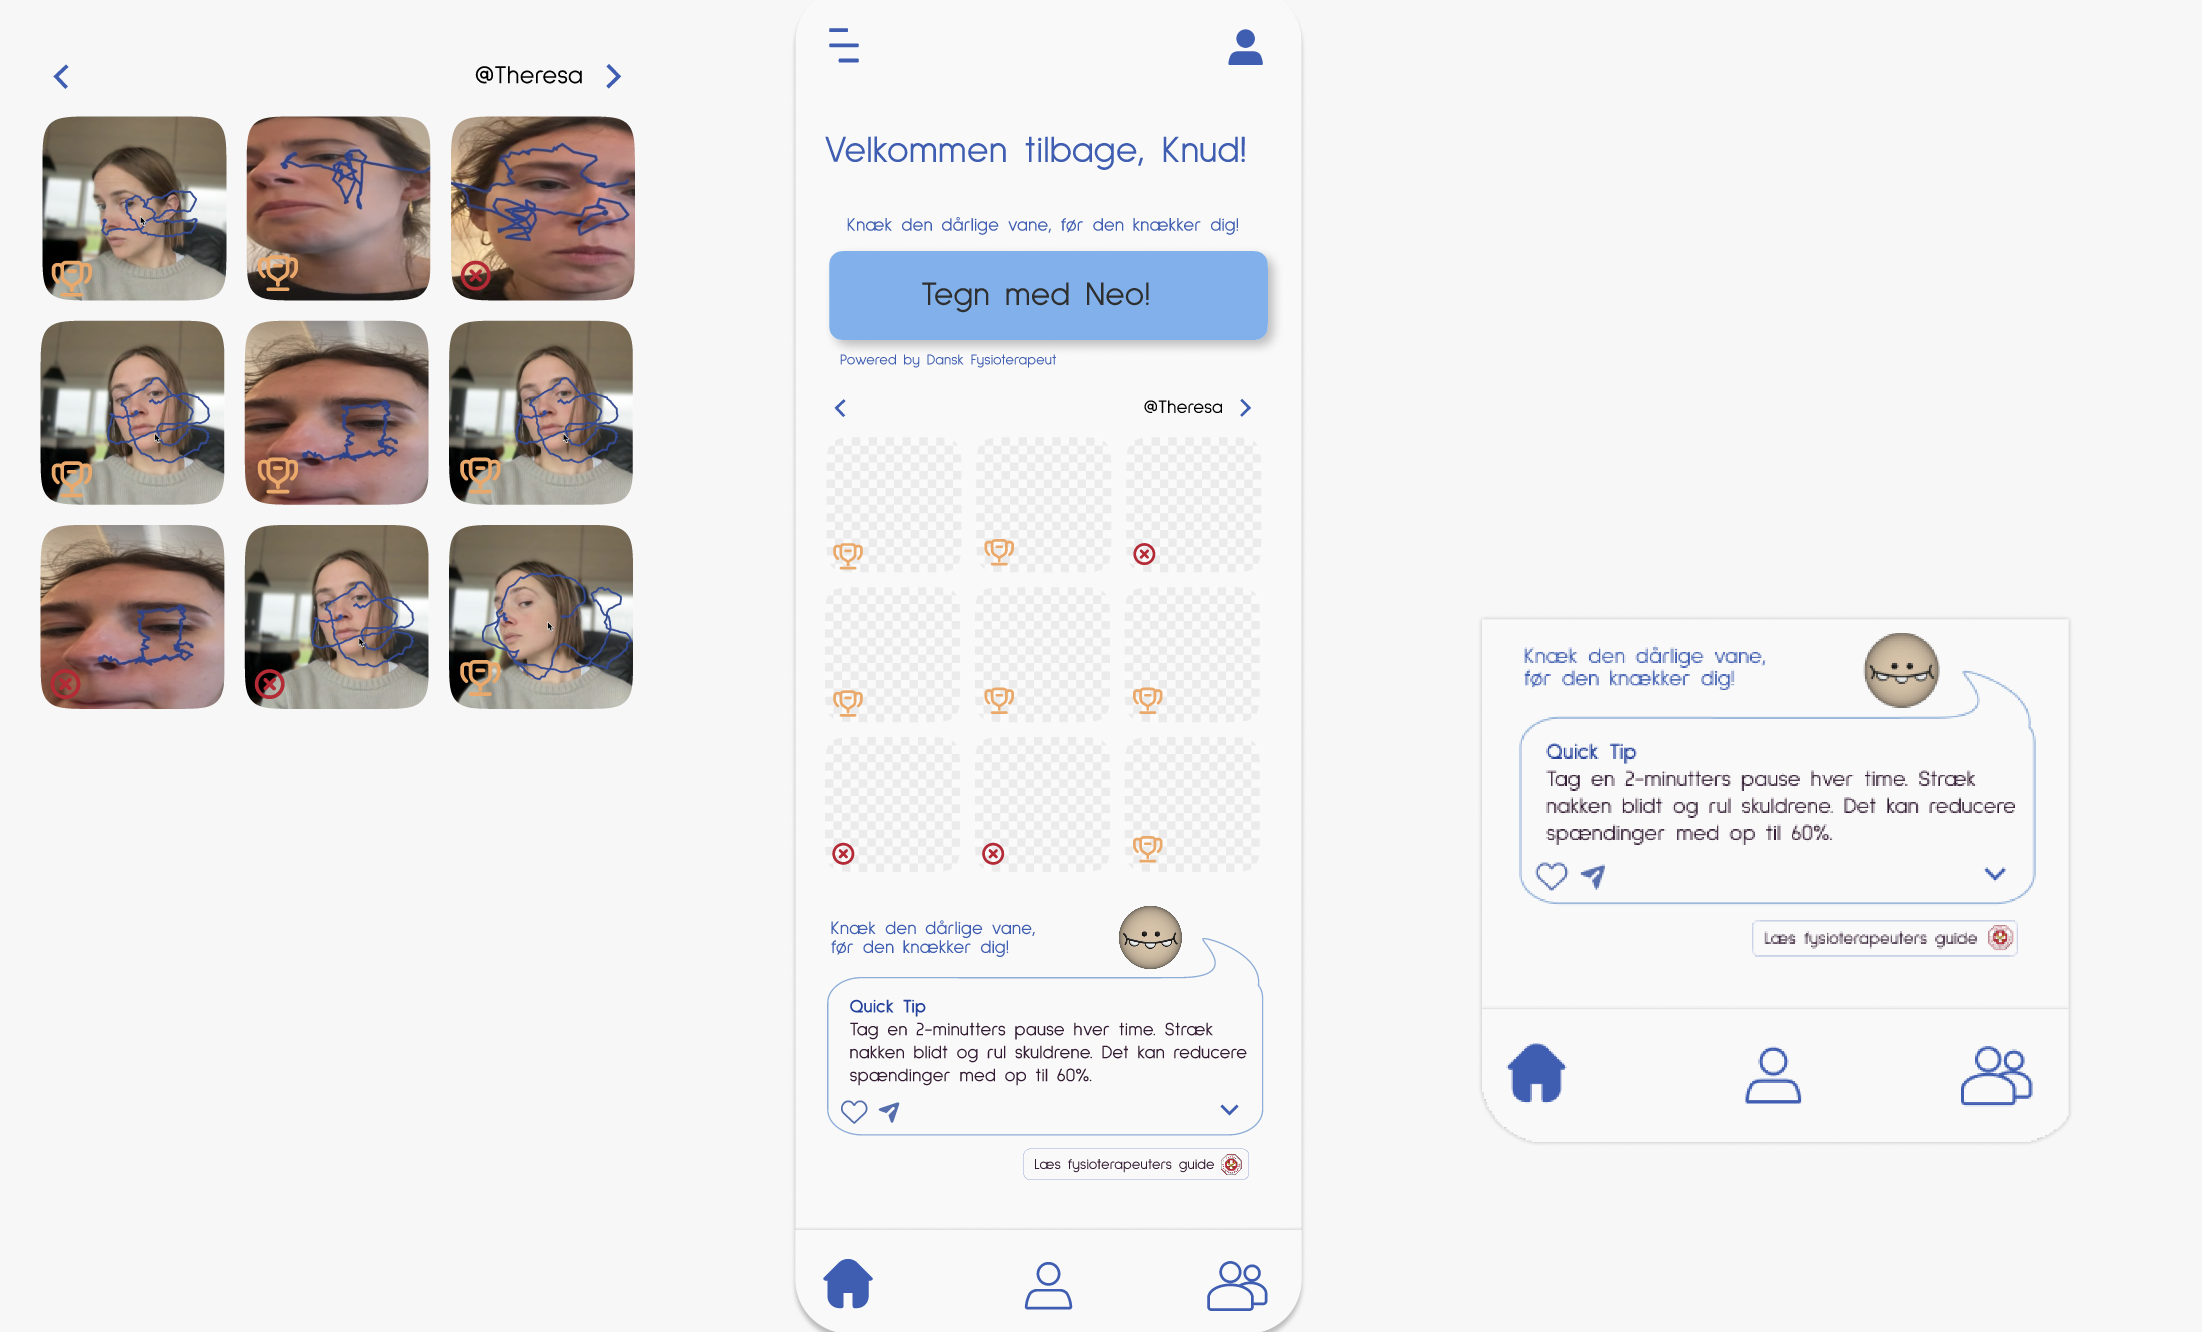 @Theresa
Velkommen tilbage, Knud!
Knæk den dårlige vane, før den knækker dig!
Tegn med Neo!
Powered by Dansk Fysioterapeut
@Theresa
Knæk den dårlige vane,
før den knækker dig!
Quick Tip
Tag en 2-minutters pause hver time. Stræk
nakken blidt og rul skuldrene. Det kan reducere
spændinger med op til 60%.
Læs fysioterapeuters guide
Knæk den dårlige vane,
før den knækker dig!
Quick Tip
Tag en 2-minutters pause hver time. Stræk
nakken blidt og rul skuldrene. Det kan reducere
spændinger med op til 60%.
Læs fysioterapeuters guide